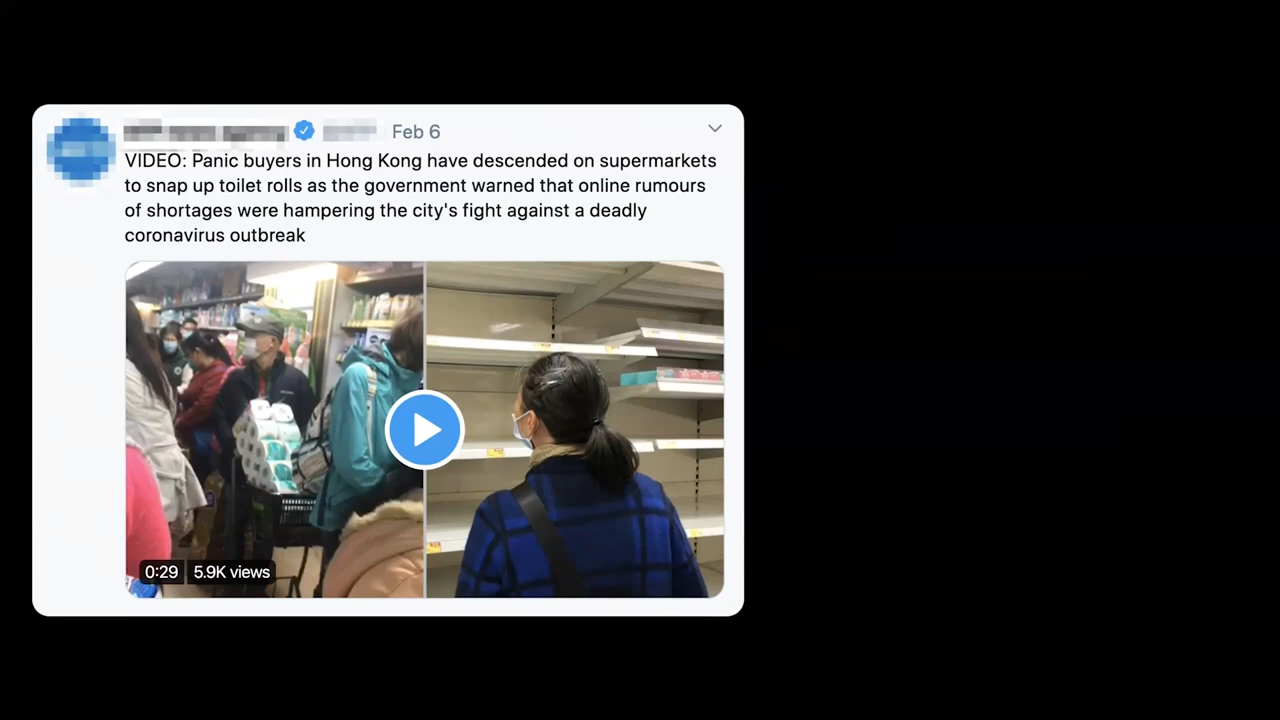 Feb 6
VIDEO: Panic buyers in Hong Kong have descended on supermarkets
to snap up toilet rolls as the government warned that online rumours
of shortages were hampering the city's fight against a deadly
coronavirus outbreak
0:29 5.9K views